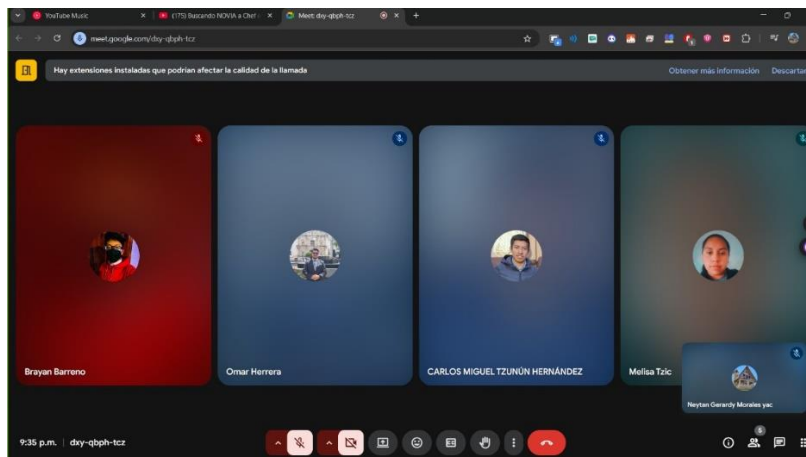 YouTube Music
(175) Buscando NOVIA a Chef
Meet: dxy-qbph-tcz
meet.google.com/dxy-qbph-tcz
Hay extensiones instaladas que podrían afectar la calidad de la llamada
Obtener más información
Descartar
Brayan Barreno
Omar Herrera
CARLOS MIGUEL TZUNÚN HERNÁNDEZ
Melisa Tzic
Neytan Gerardy Morales yac
9:35 p.m. | dxy-qbph-tcz
5